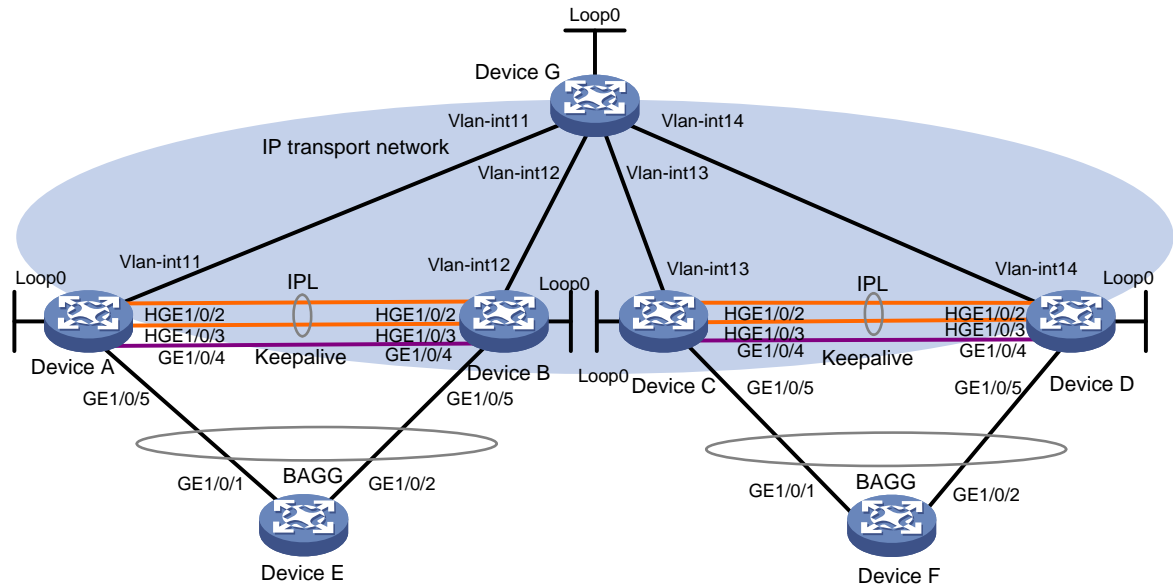 Loop0
Device G
Vlan-int11
Vlan-int14
IP transport network
Vlan-int12
Vlan-int13
Vlan-int11
Vlan-int12
Vlan-int13
Vlan-int14
Loop0
IPL
Loop0
IPL
Loop0
HGE1/0/2
HGE1/0/2
HGE1/0/2
HGE1/0/2
HGE1/0/3
HGE1/0/3
HGE1/0/3
HGE1/0/3
GE1/0/4
Keepalive
GE1/0/4
GE1/0/4
Keepalive
GE1/0/4
Device A
Device B
Loop0
Device C
Device D
GE1/0/5
GE1/0/5
GE1/0/5
GE1/0/5
GE1/0/1
BAGG
GE1/0/2
GE1/0/1
BAGG
GE1/0/2
Device E
Device F